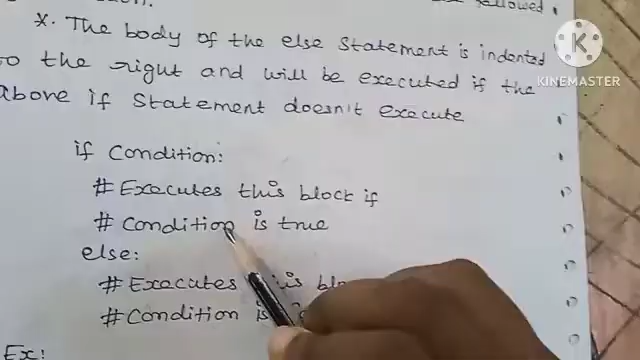 followed.
* The body of the else statement is indented
to the right and will be executed if the
above if statement doesn't execute
if condition:
# Executes this block if
# condition is true
else:
# Executes
# condition is
Ex:
K
KINEMASTER